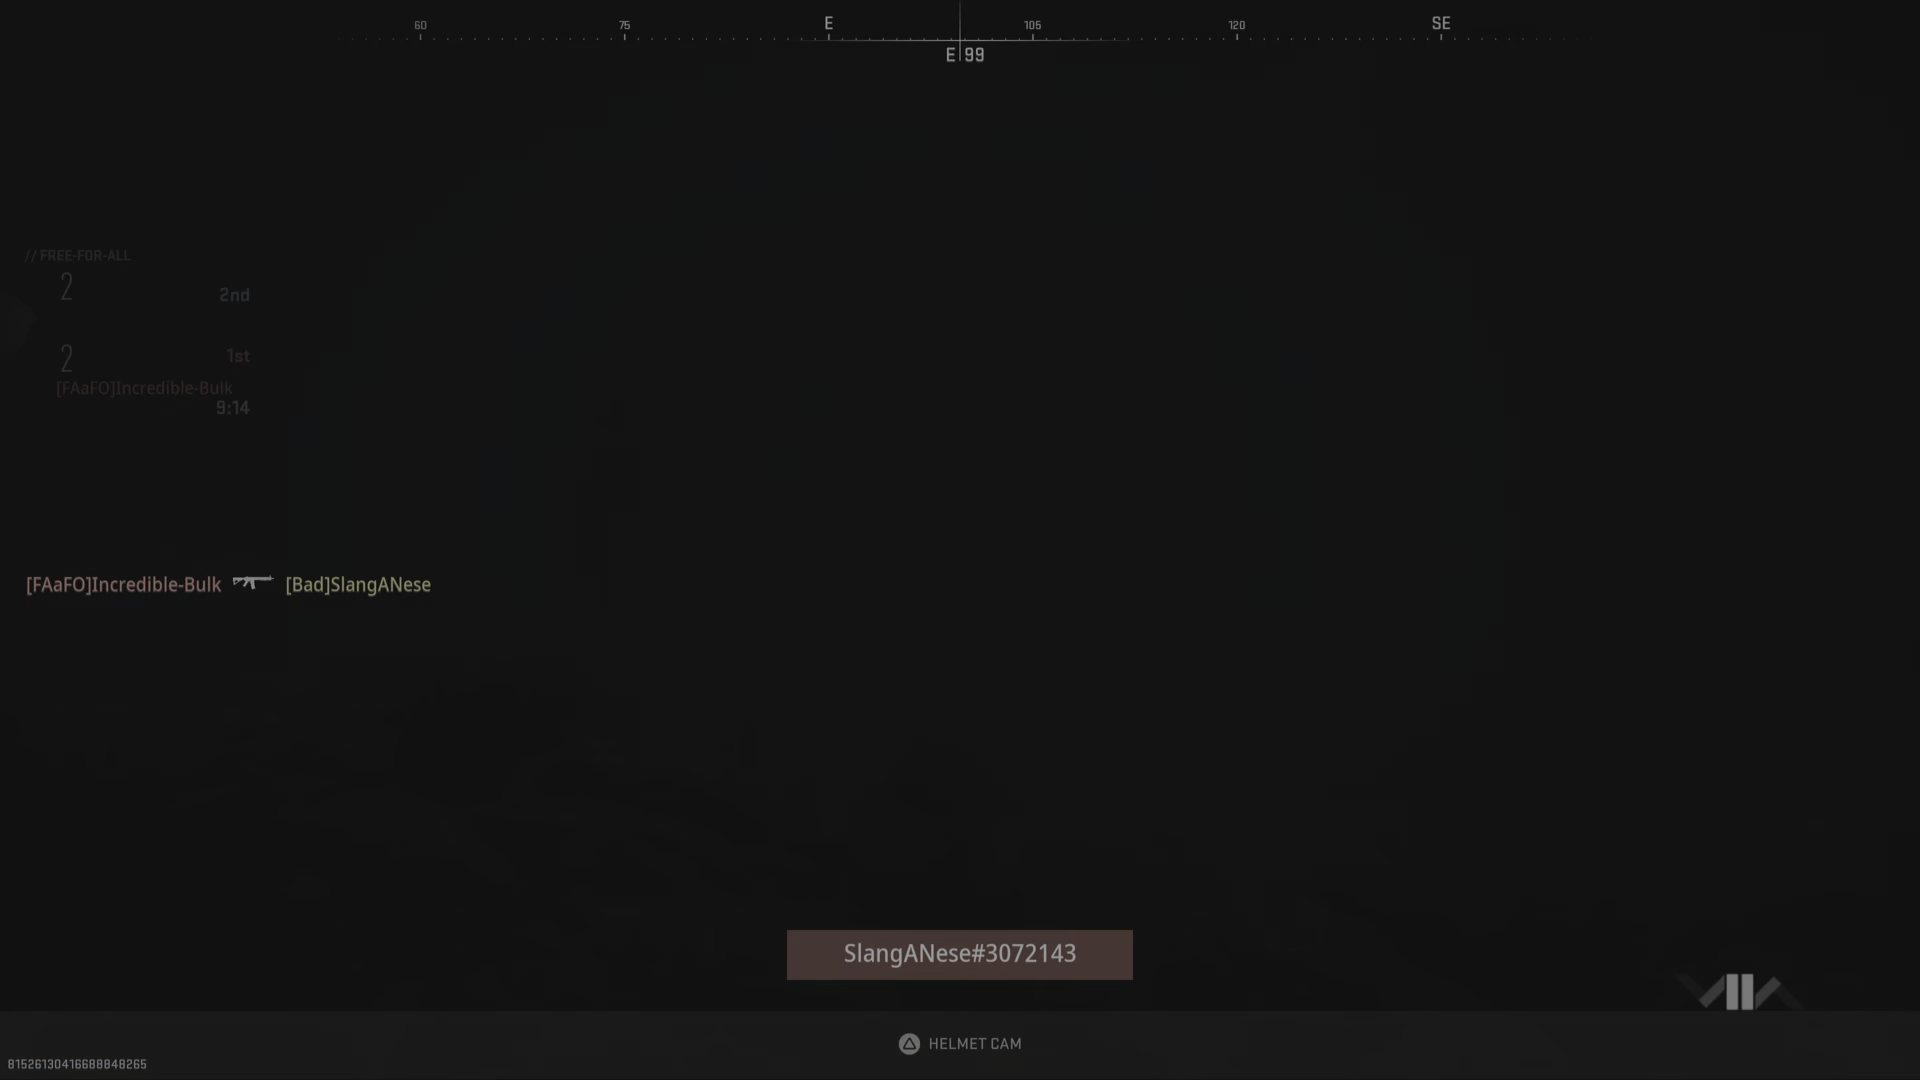 60 75 E 105 120 SE
E 99
// FREE-FOR-ALL
2 2nd
2 1st
[FAaFO]Incredible-Bulk
9:14
[FAaFO]Incredible-Bulk [Bad]SlangANese
SlangANese#3072143
HELMET CAM
81526130416688848265